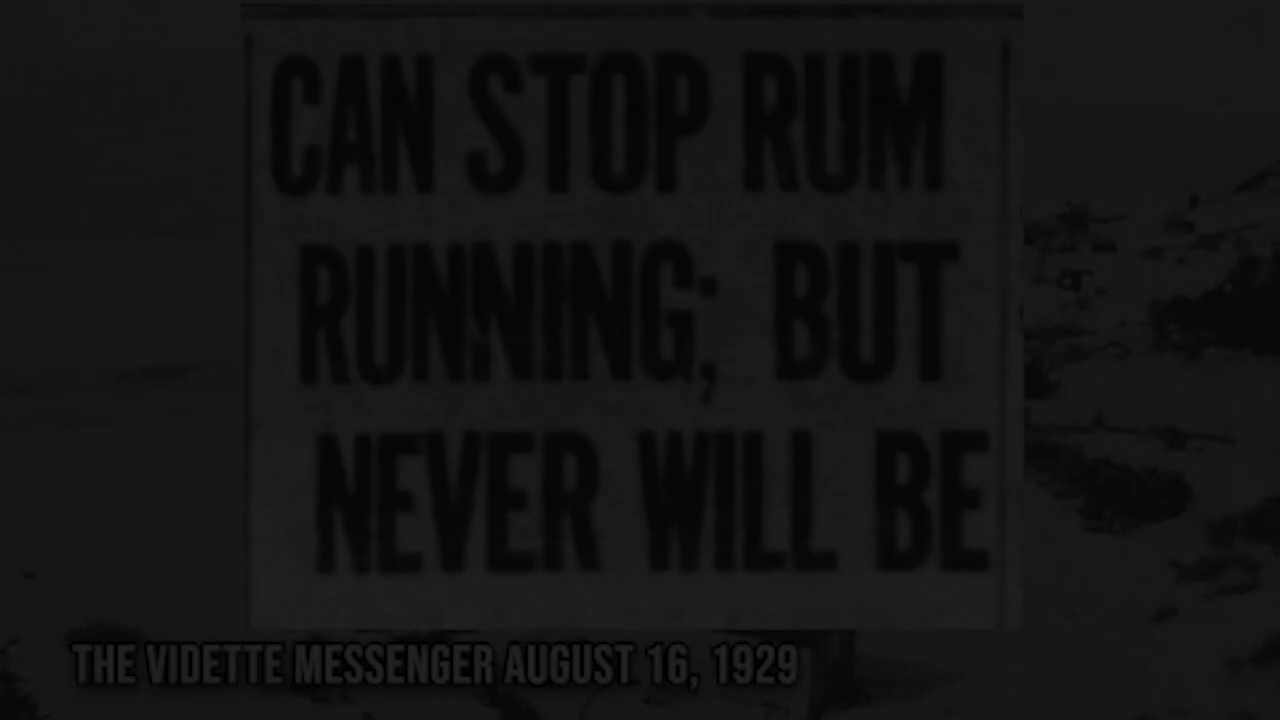 CAN STOP RUM
RUNNING; BUT
NEVER WILL BE
THE VIDETTE MESSENGER AUGUST 16, 1929